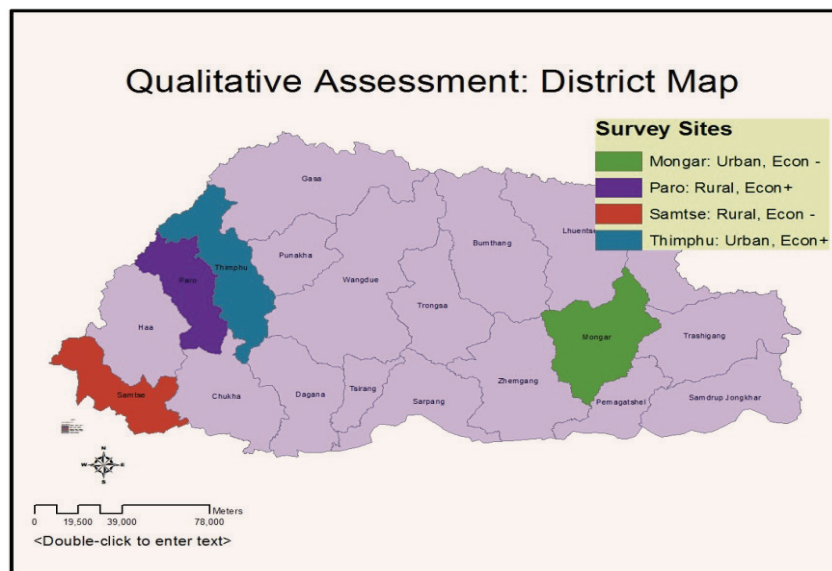 Qualitative Assessment: District Map
Survey Sites
Mongar: Urban, Econ -
Paro: Rural, Econ+
Samtse: Rural, Econ -
Thimphu: Urban, Econ+
Gasa
Lhuentse
Bumthang
Punakha
Thimphu
Paro
Wangdue
Trongsa
Haa
Mongar
Trashigang
Zhemgang
Samtse
Chukha
Dagana
Tsirang
Sarpang
Pemagatshel
Samdrup Jongkhar
N
W E
S
Meters
0 19,500 39,000 78,000
<Double-click to enter text>